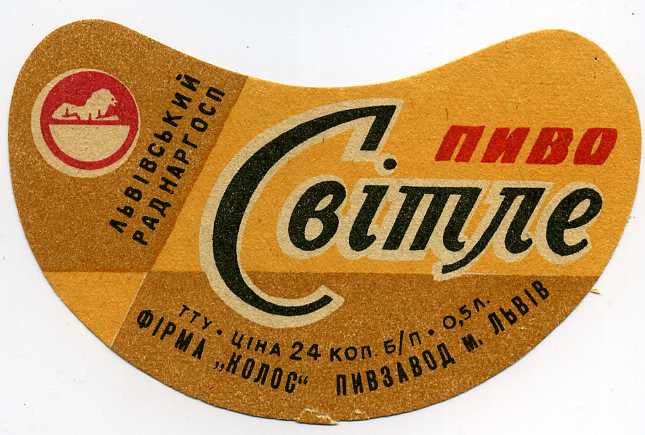 ЛЬВІВСЬКИЙ
РАДНАРГОСП
ПИВО
Світле
ТТУ • ЦІНА 24 КОП. Б/П • 0,5Л.
ФІРМА „КОЛОС" ПИВЗАВОД м. ЛЬВІВ